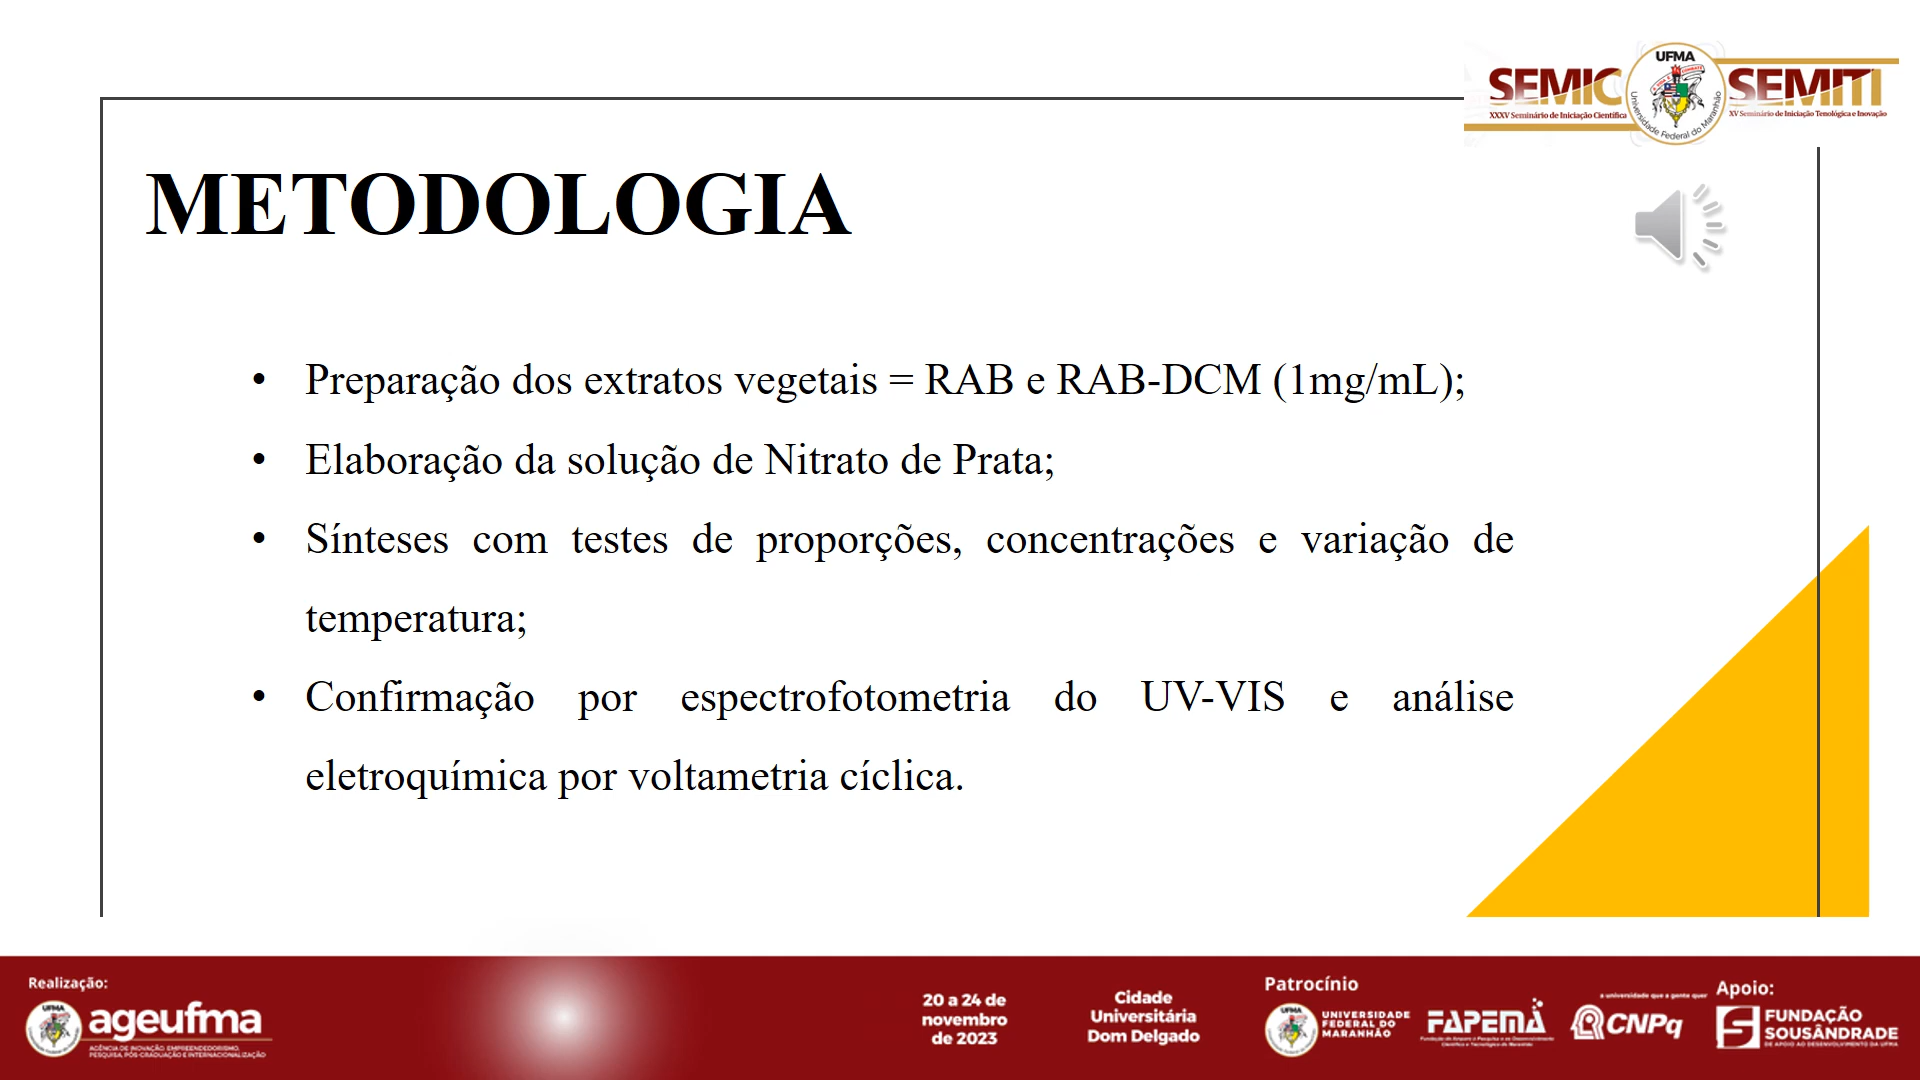 UFMA
SEMIC SEMITI
XXXV Seminário de Iniciação Científica
XV Seminário de Iniciação Tenológica e Inovação
Universidade Federal do Maranhão
METODOLOGIA
• Preparação dos extratos vegetais = RAB e RAB-DCM (1mg/mL);
• Elaboração da solução de Nitrato de Prata;
• Sínteses com testes de proporções, concentrações e variação de
temperatura;
• Confirmação por espectrofotometria do UV-VIS e análise
eletroquímica por voltametria cíclica.
Realização:
UFMA
ageufma
AGÊNCIA DE INOVAÇÃO, EMPREENDEDORISMO,
PESQUISA, PÓS-GRADUAÇÃO E INTERNACIONALIZAÇÃO
20 a 24 de
novembro
de 2023
Cidade
Universitária
Dom Delgado
Patrocínio
UFMA
UNIVERSIDADE
FEDERAL DO
MARANHÃO
FAPEMA
Fundação de Amparo à Pesquisa e ao Desenvolvimento
Científico e Tecnológico do Maranhão
CNPq
a universidade que a gente quer
Apoio:
FUNDAÇÃO
SOUSÂNDRADE
DE APOIO AO DESENVOLVIMENTO DA UFMA